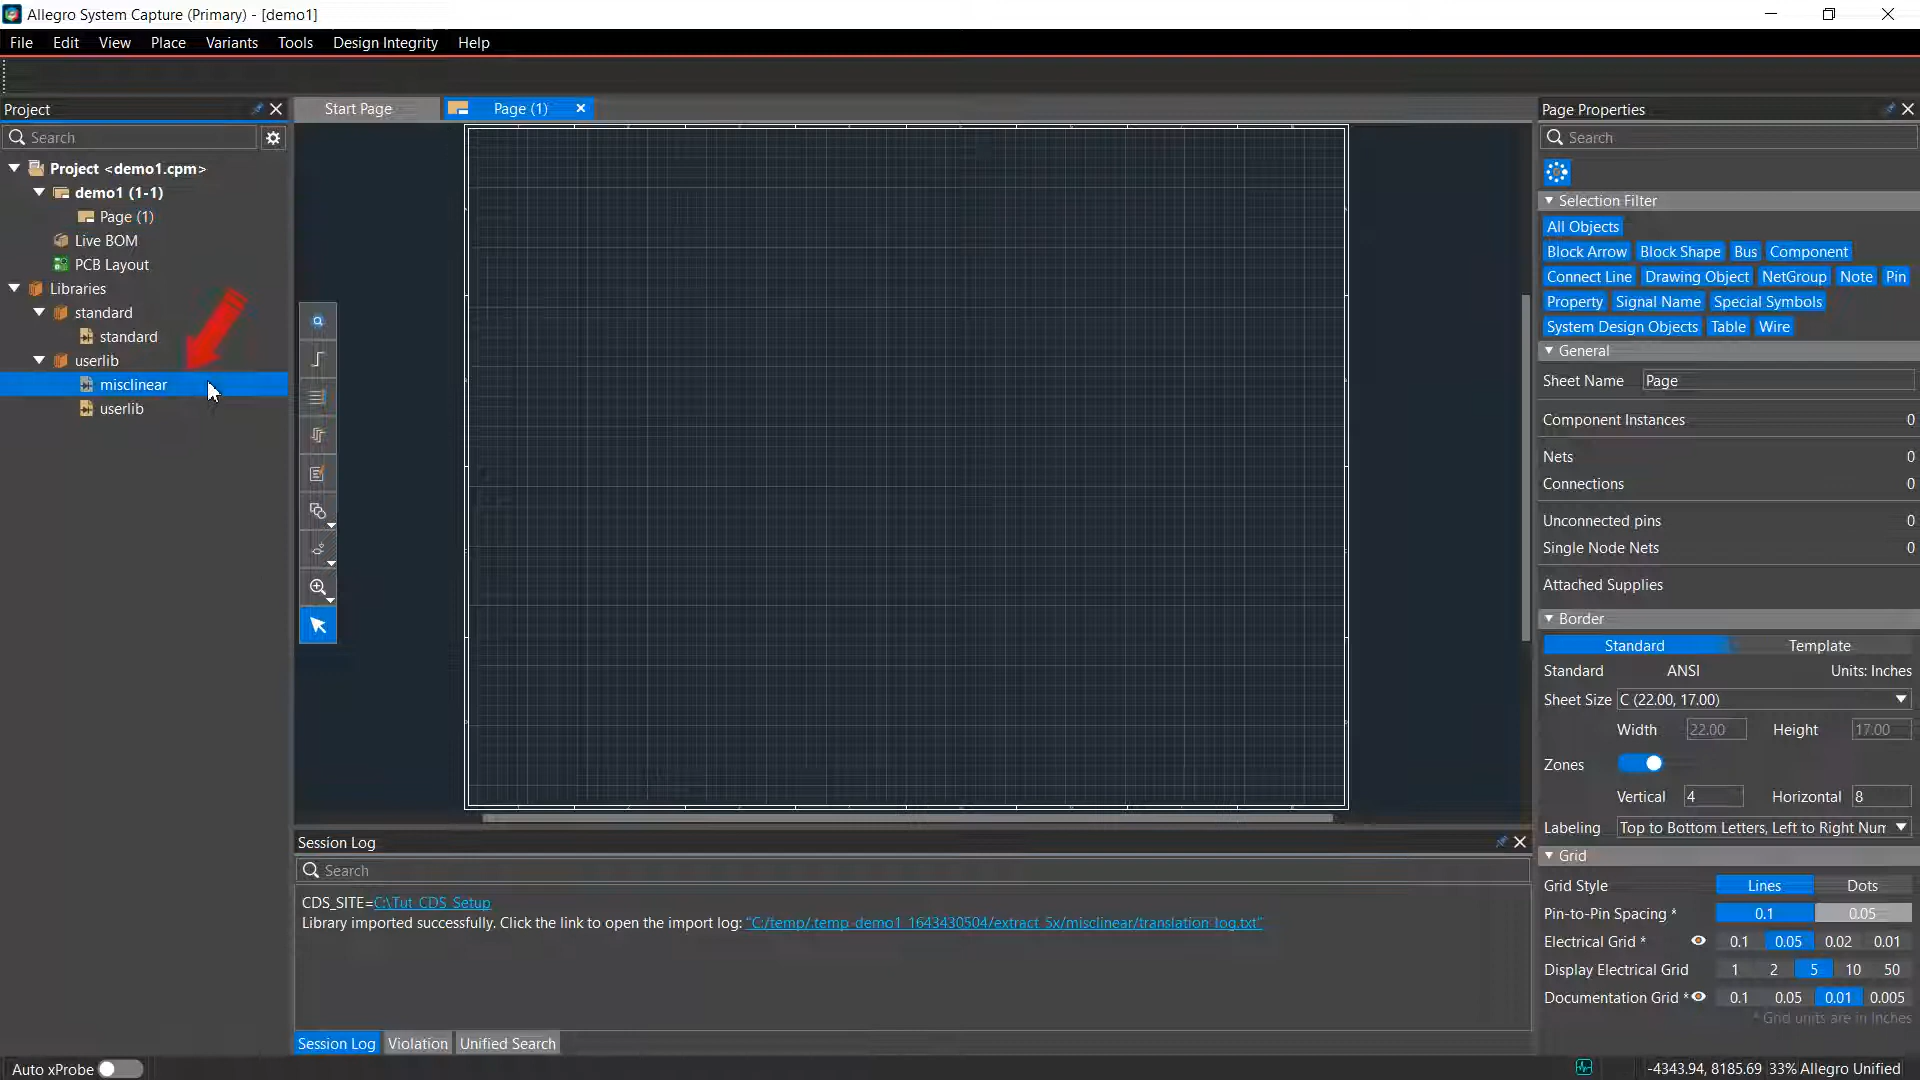 Allegro System Capture (Primary) - [demo1]
File Edit View Place Variants Tools Design Integrity Help
Project
Search
Project <demo1.cpm>
demo1 (1-1)
Page (1)
Live BOM
PCB Layout
Libraries
standard
standard
userlib
misclinear
userlib
Start Page
Page (1)
Session Log
Search
CDS_SITE=C:\Tut_CDS_Setup
Library imported successfully. Click the link to open the import log: "C:/temp/.temp-demo1_1643430504/extract_5x/misclinear/translation_log.txt"
Session Log Violation Unified Search
Page Properties
Search
Selection Filter
All Objects
Block Arrow Block Shape Bus Component
Connect Line Drawing Object NetGroup Note Pin
Property Signal Name Special Symbols
System Design Objects Table Wire
General
Sheet Name Page
Component Instances 0
Nets 0
Connections 0
Unconnected pins 0
Single Node Nets 0
Attached Supplies
Border
Standard Template
Standard ANSI Units: Inches
Sheet Size C (22.00, 17.00)
Width 22.00 Height 17.00
Zones
Vertical 4 Horizontal 8
Labeling Top to Bottom Letters, Left to Right Num
Grid
Grid Style Lines Dots
Pin-to-Pin Spacing * 0.1 0.05
Electrical Grid * 0.1 0.05 0.02 0.01
Display Electrical Grid 1 2 5 10 50
Documentation Grid * 0.1 0.05 0.01 0.005
* Grid units are in Inches
Auto xProbe
-4343.94, 8185.69 33% Allegro Unified